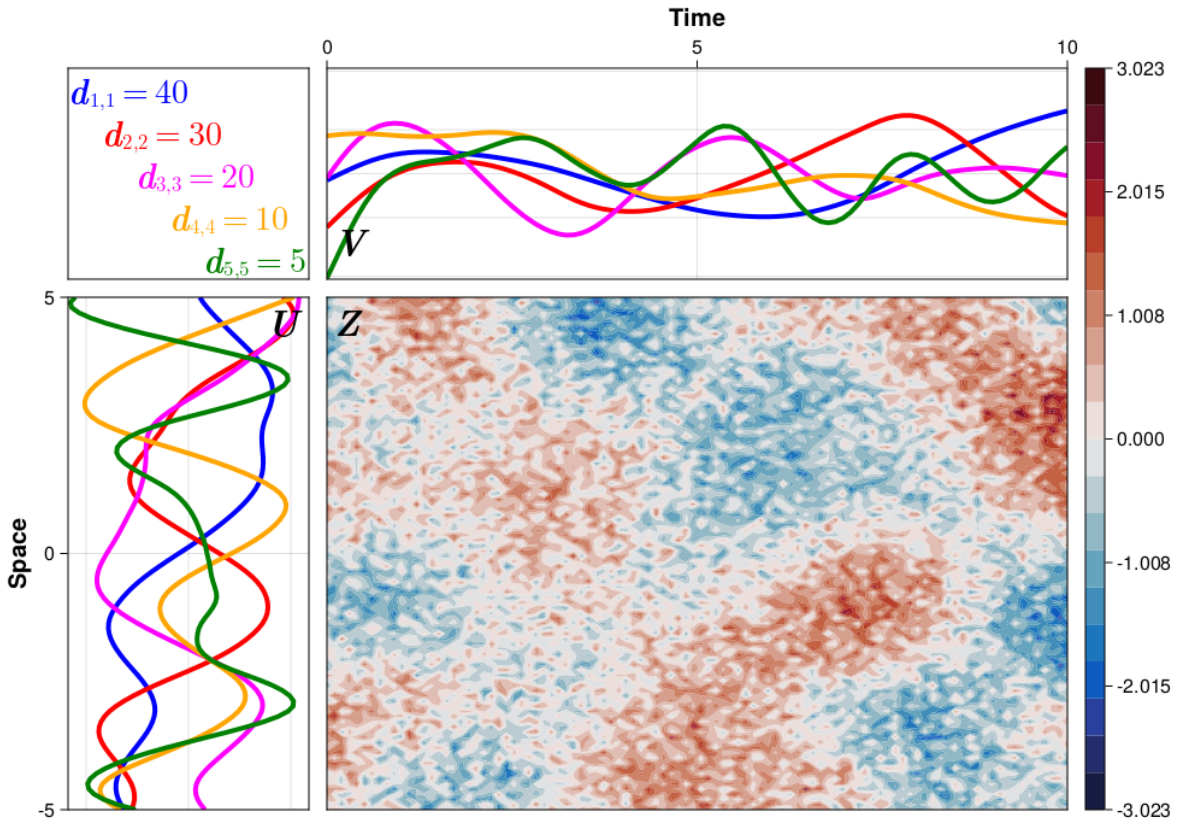 Time
0 5 10
d1,1 = 40
d2,2 = 30
d3,3 = 20
d4,4 = 10
d5,5 = 5
V
3.023
2.015
1.008
0.000
-1.008
-2.015
-3.023
5
0
-5
Space
U
Z